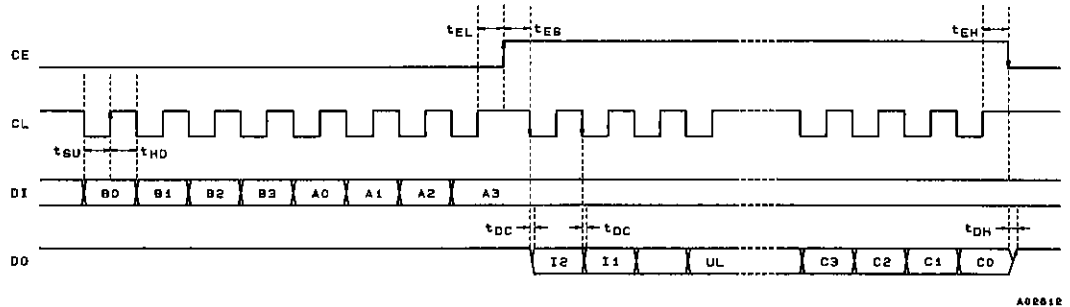 tEL tES tEH
CE
CL
tSU tHD
DI B0 B1 B2 B3 A0 A1 A2 A3
tDC tDC tDH
DO I2 I1 UL C3 C2 C1 C0
A02612